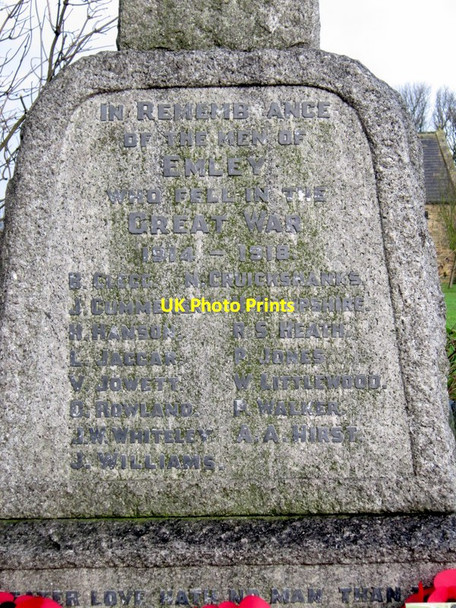 IN REMEMB ANCE
OF THE MEN OF
EMLEY.
WHO FELL IN THE
GREAT WAR
1914 - 1918
B. CLEGG. N. CRUICKSHANKS.
J.
UK Photo Prints
H. HANSON R. S. HEATH.
L. JAGGAR. P. JONES.
V. JOWETT W. LITTLEWOOD.
O. ROWLAND H. WALKER.
J. W. WHITELEY A. A. HIRST.
J. WILLIAMS.
LOVE HATH NO MAN THAN